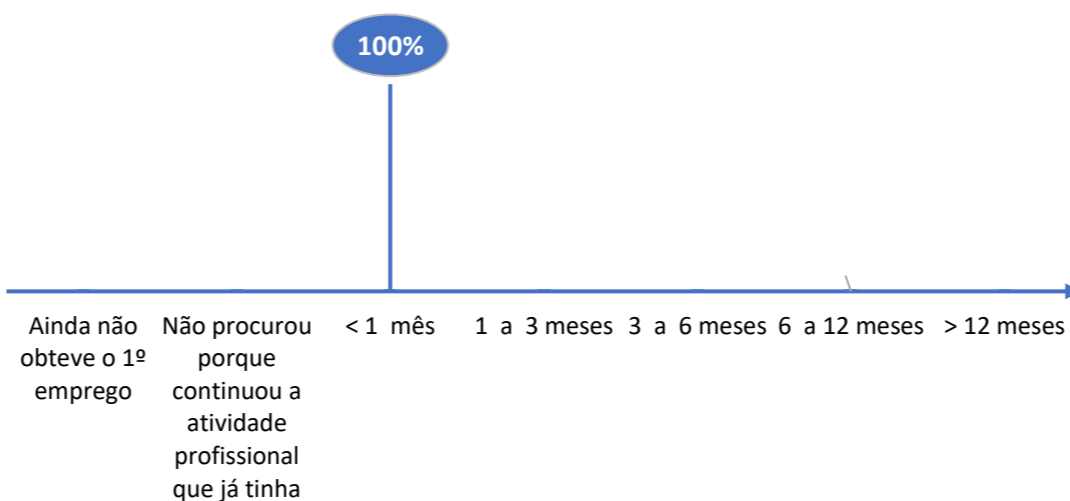 100%
Ainda não
obteve o 1º
emprego
Não procurou
porque
continuou a
atividade
profissional
que já tinha
< 1 mês
1 a 3 meses
3 a 6 meses
6 a 12 meses
> 12 meses